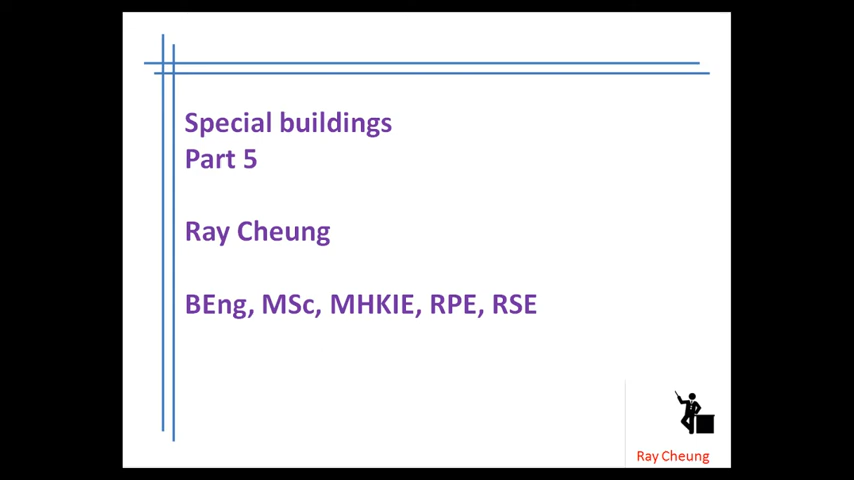 Special buildings
Part 5
Ray Cheung
BEng, MSc, MHKIE, RPE, RSE
Ray Cheung